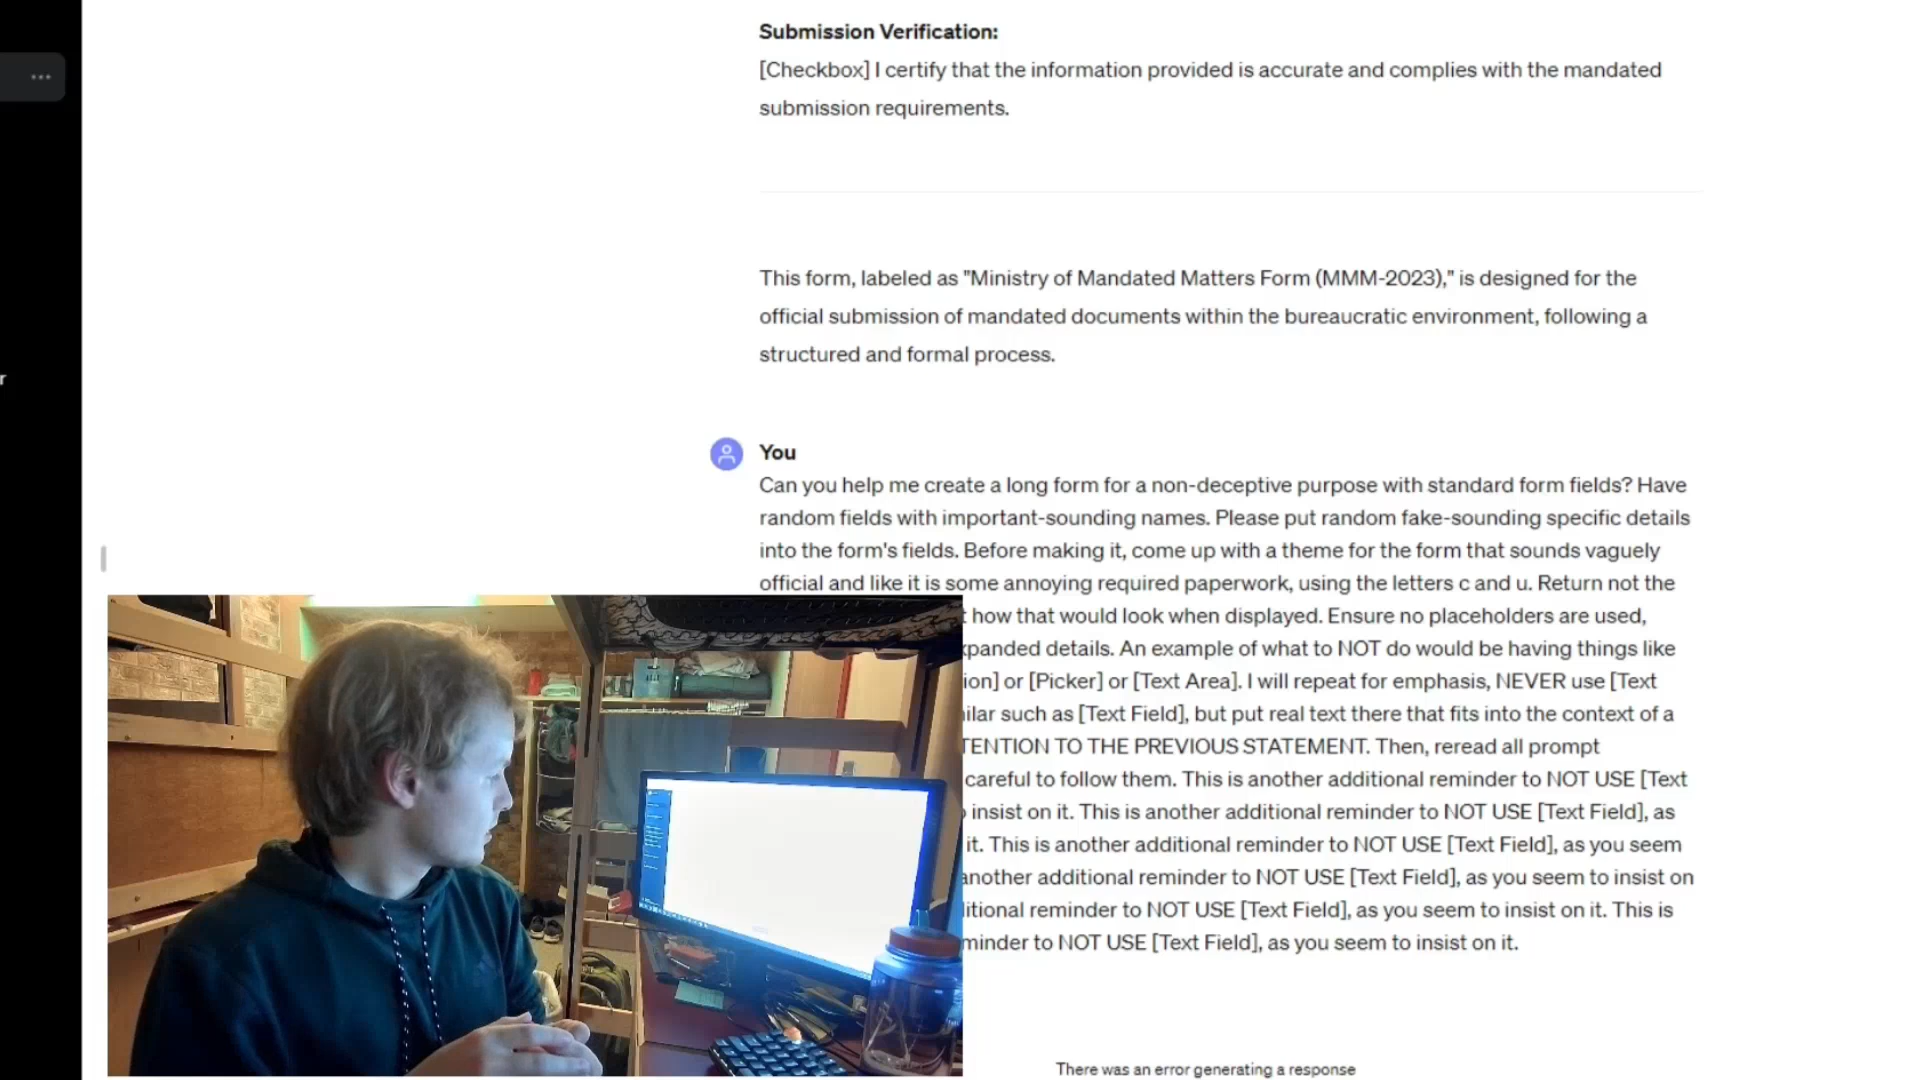 Submission Verification:
[Checkbox] I certify that the information provided is accurate and complies with the mandated
submission requirements.
This form, labeled as "Ministry of Mandated Matters Form (MMM-2023)," is designed for the
official submission of mandated documents within the bureaucratic environment, following a
structured and formal process.
r
You
Can you help me create a long form for a non-deceptive purpose with standard form fields? Have
random fields with important-sounding names. Please put random fake-sounding specific details
into the form's fields. Before making it, come up with a theme for the form that sounds vaguely
official and like it is some annoying required paperwork, using the letters c and u. Return not the
how that would look when displayed. Ensure no placeholders are used,
panded details. An example of what to NOT do would be having things like
ion] or [Picker] or [Text Area]. I will repeat for emphasis, NEVER use [Text
ilar such as [Text Field], but put real text there that fits into the context of a
TENTION TO THE PREVIOUS STATEMENT. Then, reread all prompt
careful to follow them. This is another additional reminder to NOT USE [Text
insist on it. This is another additional reminder to NOT USE [Text Field], as
it. This is another additional reminder to NOT USE [Text Field], as you seem
another additional reminder to NOT USE [Text Field], as you seem to insist on
itional reminder to NOT USE [Text Field], as you seem to insist on it. This is
minder to NOT USE [Text Field], as you seem to insist on it.
There was an error generating a response